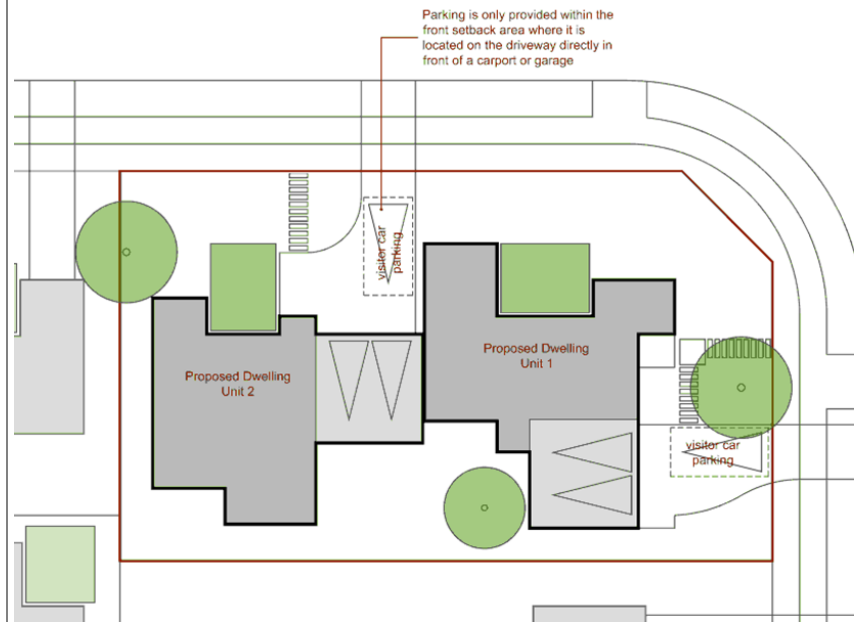 Parking is only provided within the
front setback area where it is
located on the driveway directly in
front of a carport or garage
visitor car
parking
Proposed Dwelling
Unit 2
Proposed Dwelling
Unit 1
visitor car
parking